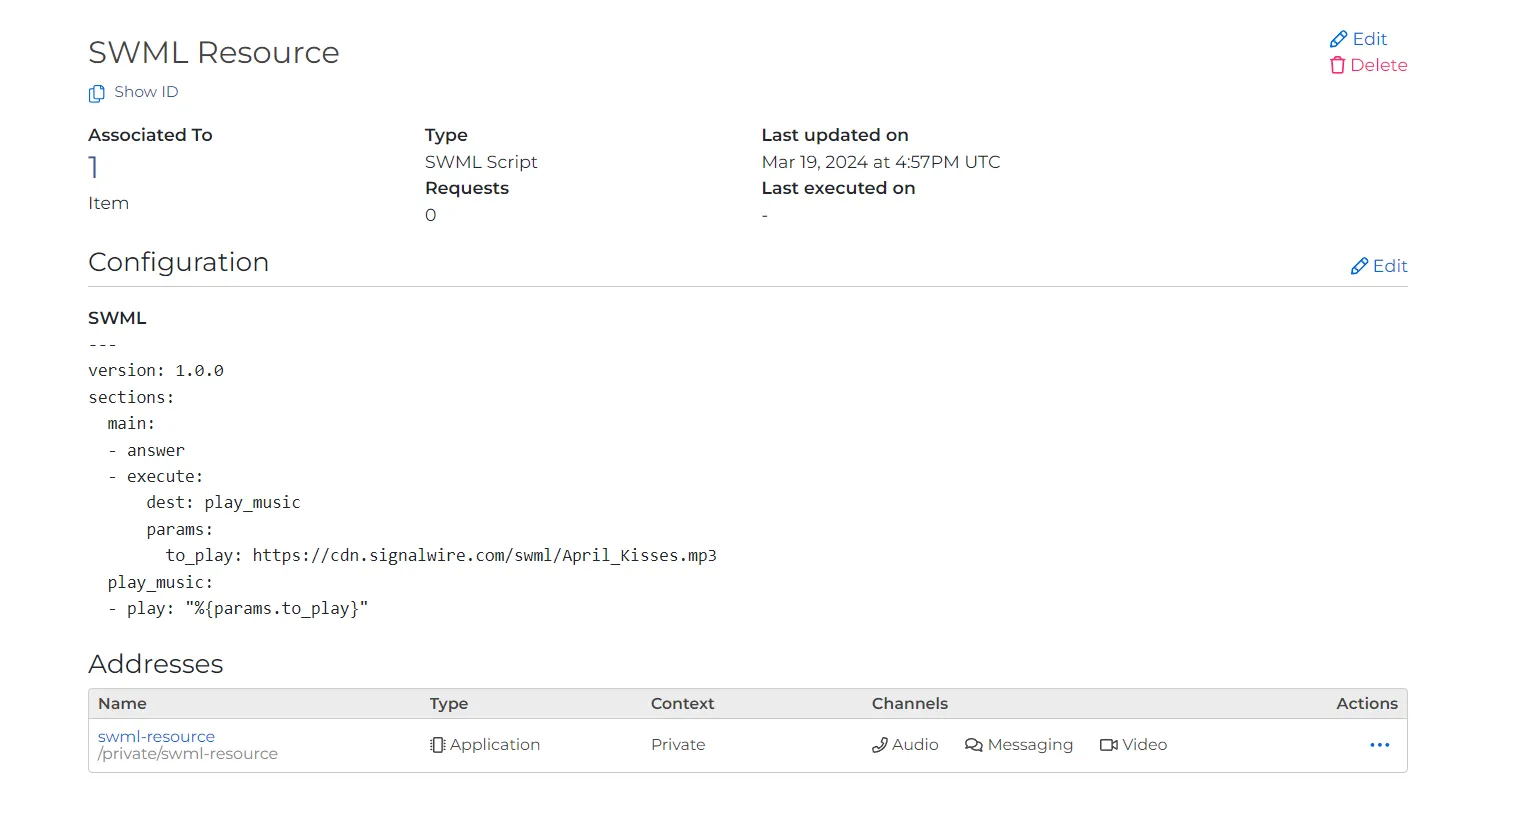 SWML Resource
Edit
Delete
Show ID
Associated To
1
Item
Type
SWML Script
Requests
0
Last updated on
Mar 19, 2024 at 4:57PM UTC
Last executed on
-
Configuration
Edit
SWML
---
version: 1.0.0
sections:
  main:
  - answer
  - execute:
      dest: play_music
      params:
        to_play: https://cdn.signalwire.com/swml/April_Kisses.mp3
  play_music:
  - play: "%{params.to_play}"
Addresses
Name Type Context Channels Actions
swml-resource
/private/swml-resource
Application Private Audio Messaging Video